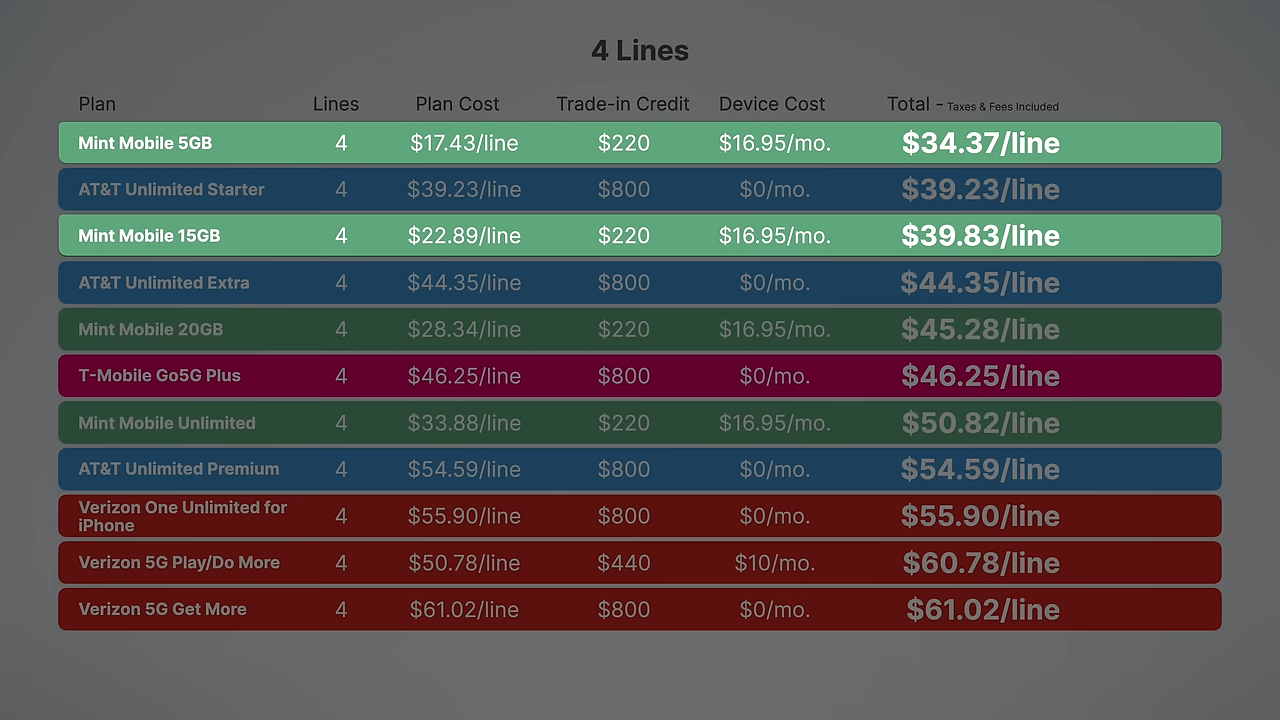 4 Lines
Plan Lines Plan Cost Trade-in Credit Device Cost Total - Taxes & Fees Included
Mint Mobile 5GB 4 $17.43/line $220 $16.95/mo. $34.37/line
AT&T Unlimited Starter 4 $39.23/line $800 $0/mo. $39.23/line
Mint Mobile 15GB 4 $22.89/line $220 $16.95/mo. $39.83/line
AT&T Unlimited Extra 4 $44.35/line $800 $0/mo. $44.35/line
Mint Mobile 20GB 4 $28.34/line $220 $16.95/mo. $45.28/line
T-Mobile Go5G Plus 4 $46.25/line $800 $0/mo. $46.25/line
Mint Mobile Unlimited 4 $33.88/line $220 $16.95/mo. $50.82/line
AT&T Unlimited Premium 4 $54.59/line $800 $0/mo. $54.59/line
Verizon One Unlimited for
iPhone 4 $55.90/line $800 $0/mo. $55.90/line
Verizon 5G Play/Do More 4 $50.78/line $440 $10/mo. $60.78/line
Verizon 5G Get More 4 $61.02/line $800 $0/mo. $61.02/line